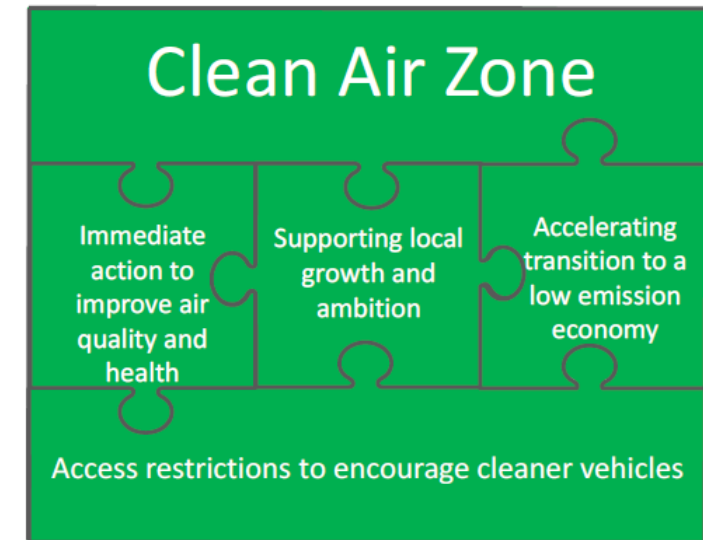 Clean Air Zone
Immediate
action to
improve air
quality and
health
Supporting local
growth and
ambition
Accelerating
transition to a
low emission
economy
Access restrictions to encourage cleaner vehicles